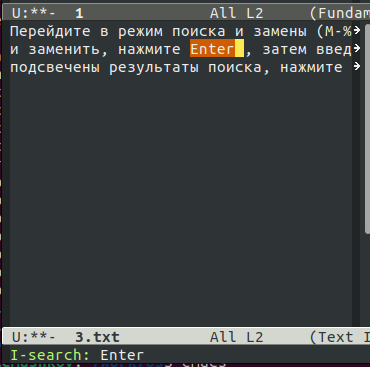 U:**-  1               All L2     (Fundam
Перейдите в режим поиска и замены (M-%
и заменить, нажмите Enter , затем введ
подсвечены результаты поиска, нажмите
U:**-  3.txt           All L2     (Text I
I-search: Enter